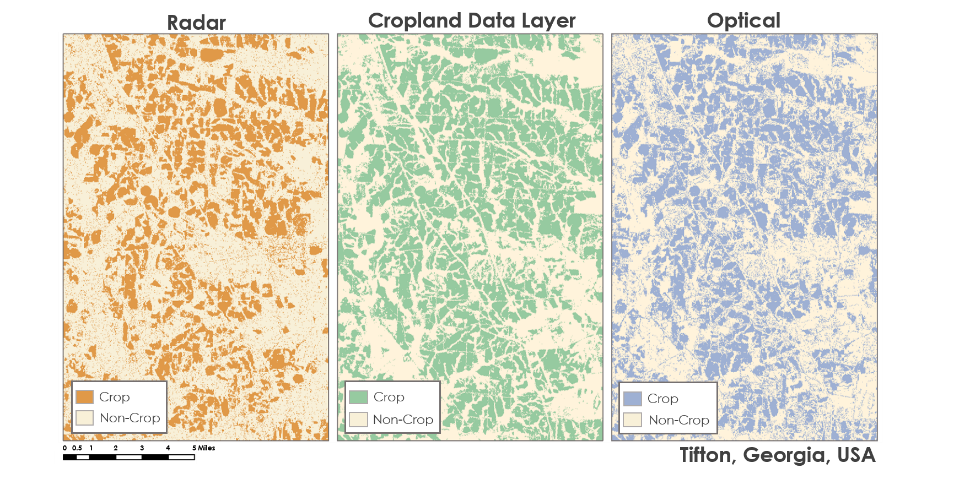 Radar
Cropland Data Layer
Optical
Crop
Non-Crop
Crop
Non-Crop
Crop
Non-Crop
0 0.5 1 2 3 4 5 Miles
Tifton, Georgia, USA